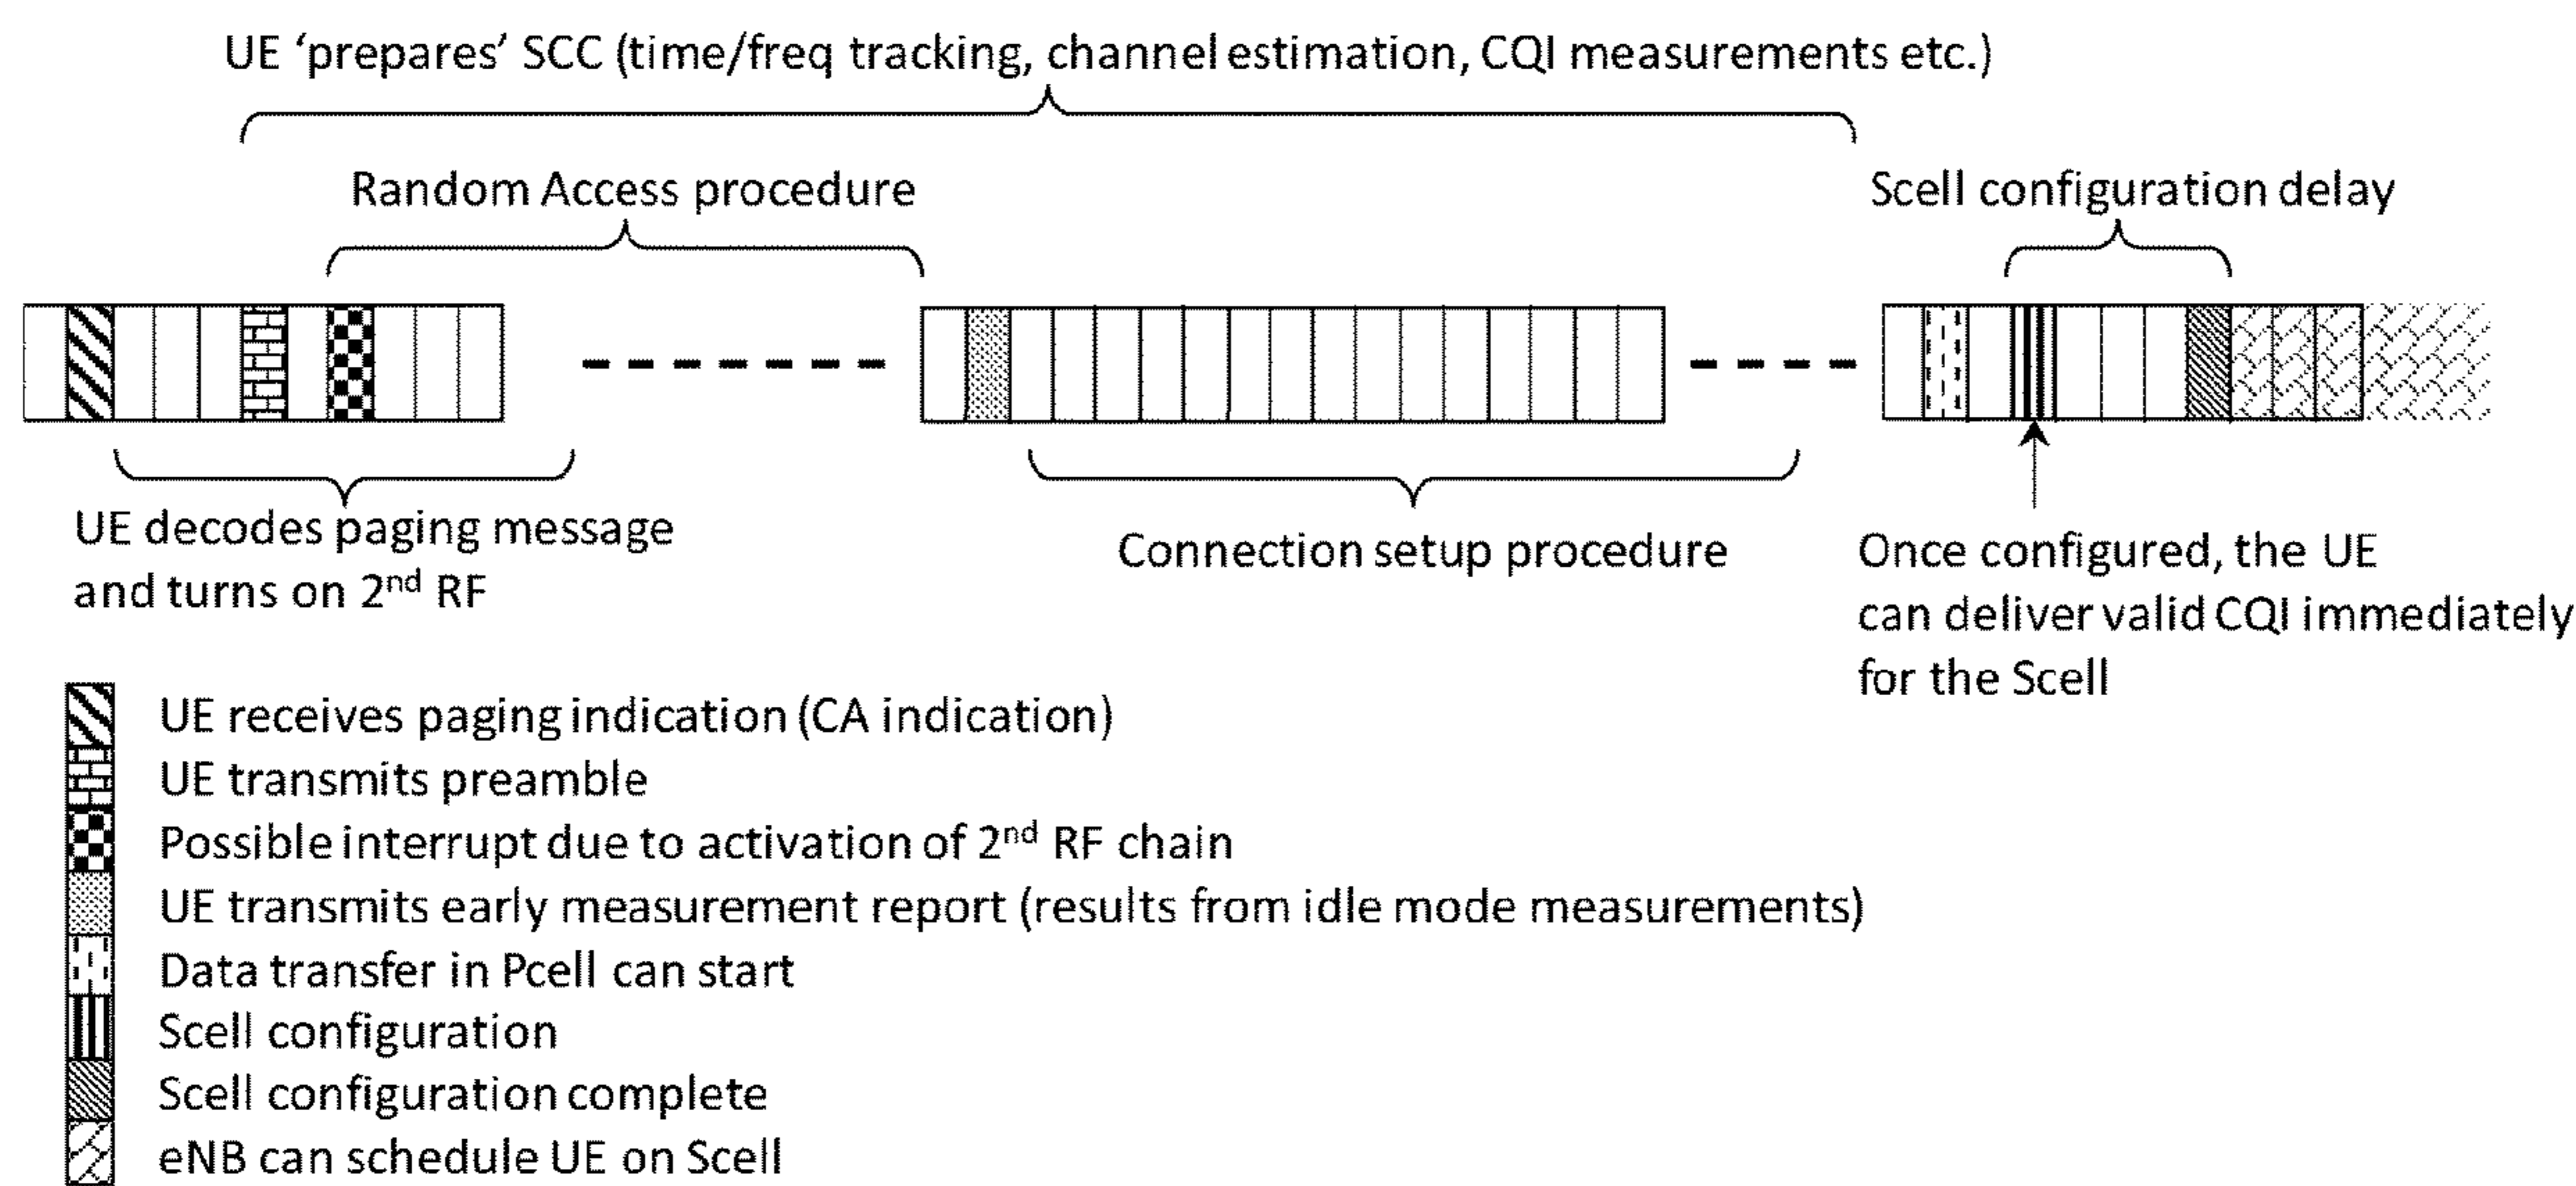 UE ‘prepares’ SCC (time/freq tracking, channel estimation, CQI measurements etc.)
Random Access procedure
Scell configuration delay
UE decodes paging message
and turns on 2nd RF
Connection setup procedure
Once configured, the UE
can deliver valid CQI immediately
for the Scell
UE receives paging indication (CA indication)
UE transmits preamble
Possible interrupt due to activation of 2nd RF chain
UE transmits early measurement report (results from idle mode measurements)
Data transfer in Pcell can start
Scell configuration
Scell configuration complete
eNB can schedule UE on Scell